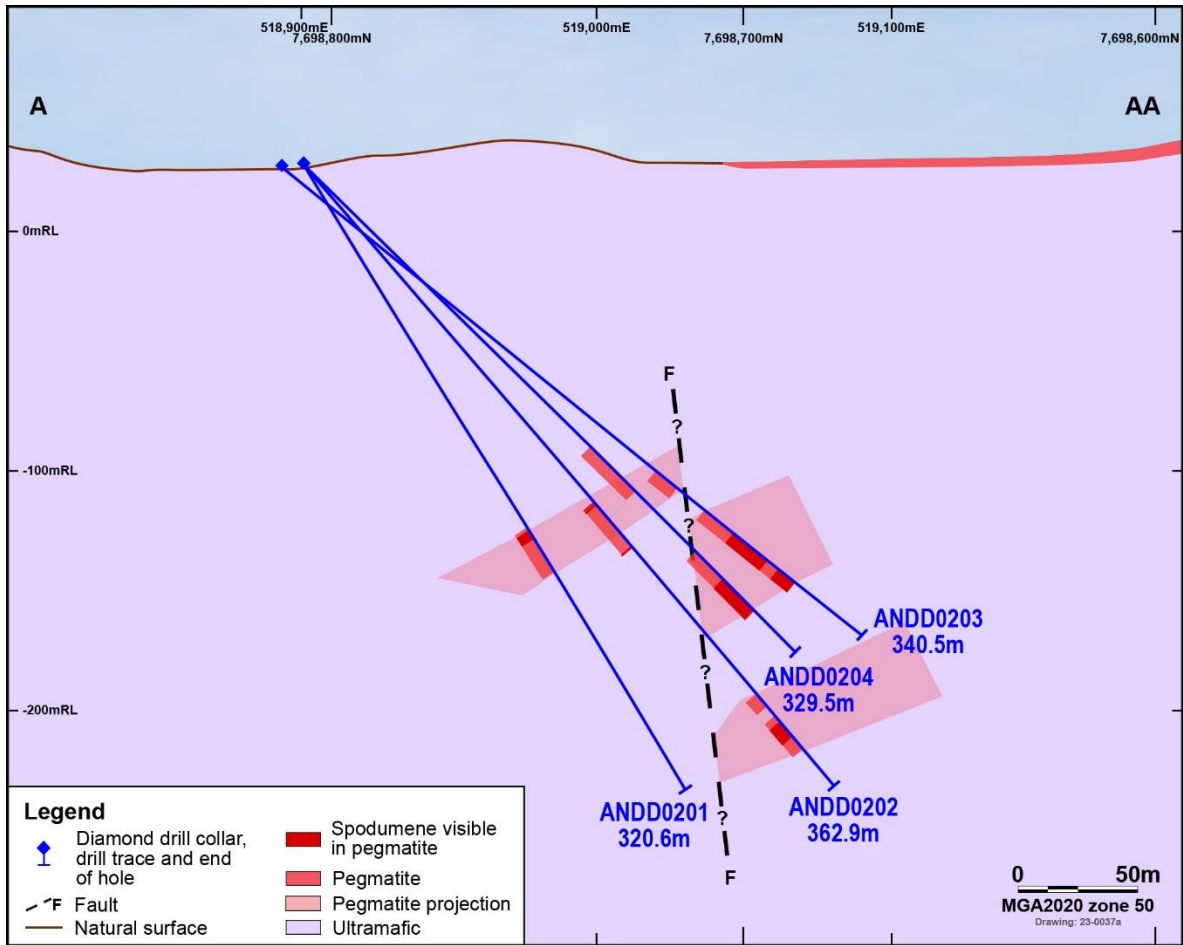 518,900mE
7,698,800mN
519,000mE
7,698,700mN
519,100mE
7,698,600mN
A
AA
0mRL
-100mRL
-200mRL
F
?
?
?
?
F
ANDD0203
340.5m
ANDD0204
329.5m
ANDD0201
320.6m
ANDD0202
362.9m
Legend
Diamond drill collar,
drill trace and end
of hole
F Fault
Natural surface
Spodumene visible
in pegmatite
Pegmatite
Pegmatite projection
Ultramafic
0 50m
MGA2020 zone 50
Drawing: 23-0037a